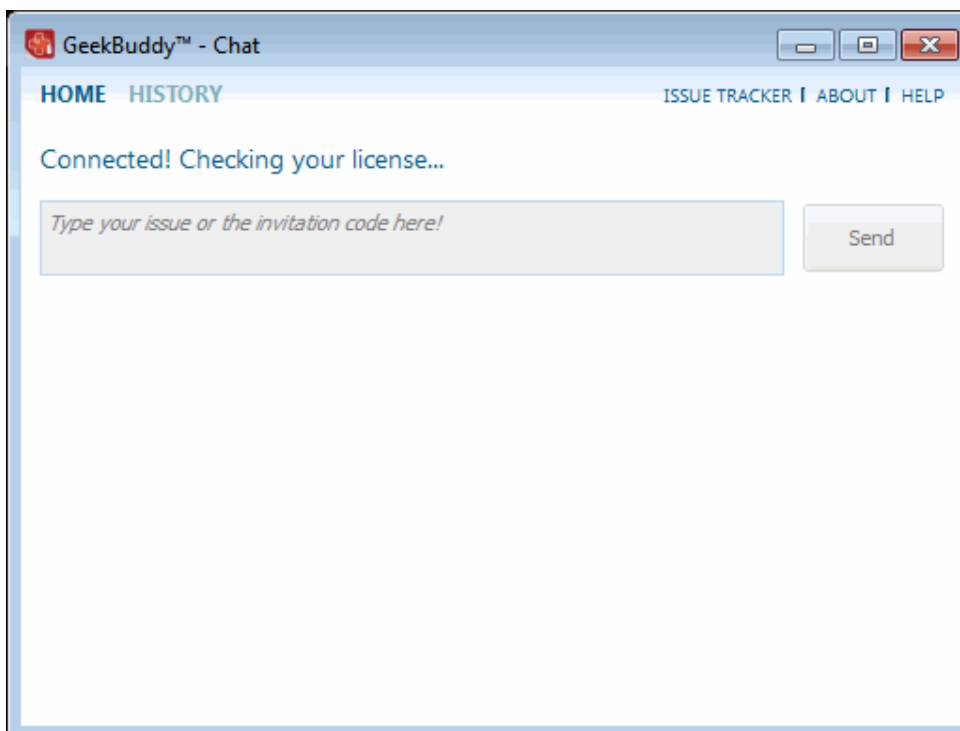 GeekBuddy™ - Chat
HOME HISTORY ISSUE TRACKER | ABOUT | HELP
Connected! Checking your license...
Type your issue or the invitation code here!
Send